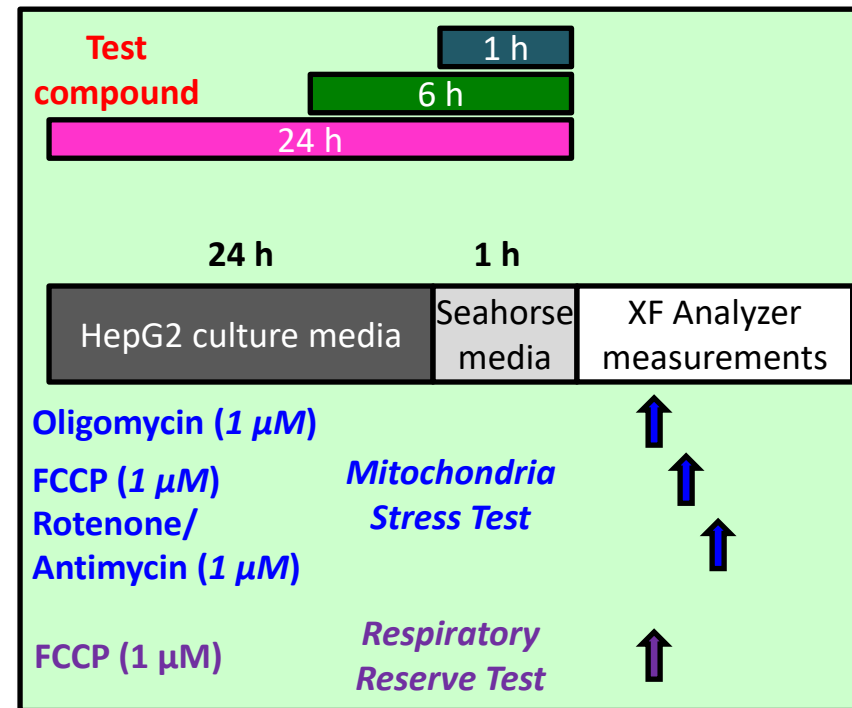 Test
compound
1 h
6 h
24 h
24 h
1 h
HepG2 culture media
Seahorse
media
XF Analyzer
measurements
Oligomycin (1 µM)
FCCP (1 µM)
Rotenone/
Antimycin (1 µM)
Mitochondria
Stress Test
FCCP (1 µM)
Respiratory
Reserve Test